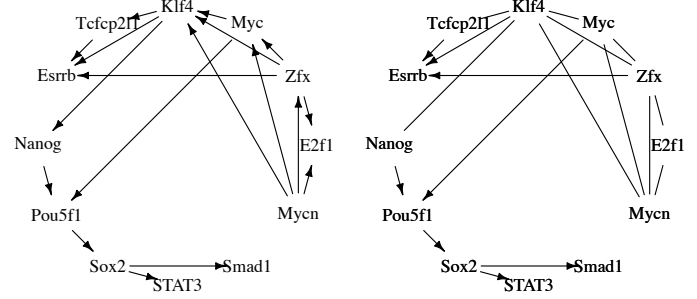 Klf4
Tcfcp2l1
Myc
Esrrb
Zfx
Nanog
E2f1
Pou5f1
Mycn
Sox2
Smad1
STAT3
Klf4
Tcfcp2l1
Myc
Esrrb
Zfx
Nanog
E2f1
Pou5f1
Mycn
Sox2
Smad1
STAT3